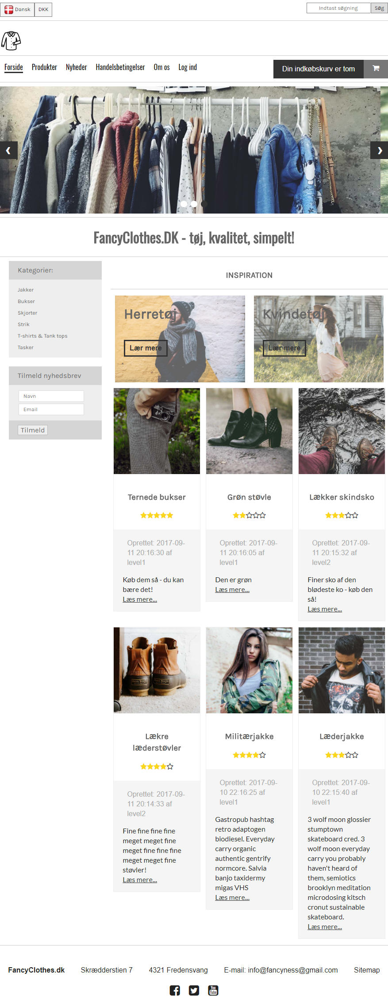 Dansk DKK Indtast søgning Søg
Forside Produkter Nyheder Handelsbetingelser Om os Log ind Din indkøbskurv er tom
❮ ❯
FancyClothes.DK - tøj, kvalitet, simpelt!
Kategorier:
Jakker
Bukser
Skjorter
Strik
T-shirts & Tank tops
Tasker
Tilmeld nyhedsbrev
Navn
Email
Tilmeld
INSPIRATION
Herretøj
Lær mere
Kvindetøj
Lær mere
Ternede bukser
Oprettet: 2017-09-
11 20:16:30 af
level1
Køb dem så - du kan
bære det!
Læs mere...
Grøn støvle
Oprettet: 2017-09-
11 20:16:05 af
level1
Den er grøn
Læs mere...
Lækker skindsko
Oprettet: 2017-09-
11 20:15:32 af
level2
Finer sko af den
blødeste ko - køb den
så!
Læs mere...
Lækre
læderstøvler
Oprettet: 2017-09-
11 20:14:33 af
level2
Fine fine fine fine
meget meget fine
meget fine fine fine
meget meget fine
støvler!
Læs mere...
Militærjakke
Oprettet: 2017-09-
10 22:16:25 af
level1
Gastropub hashtag
retro adaptogen
biodiesel. Everyday
carry organic
authentic gentrify
normcore. Salvia
banjo taxidermy
migas VHS
Læs mere...
Læderjakke
Oprettet: 2017-09-
10 22:15:40 af
level1
3 wolf moon glossier
stumptown
skateboard cred. 3
wolf moon everyday
carry you probably
haven't heard of
them, semiotics
brooklyn meditation
microdosing kitsch
cronut sustainable
skateboard.
Læs mere...
FancyClothes.dk Skrædderstien 7 4321 Fredensvang E-mail: info@fancyness@gmail.com Sitemap
You
Tube